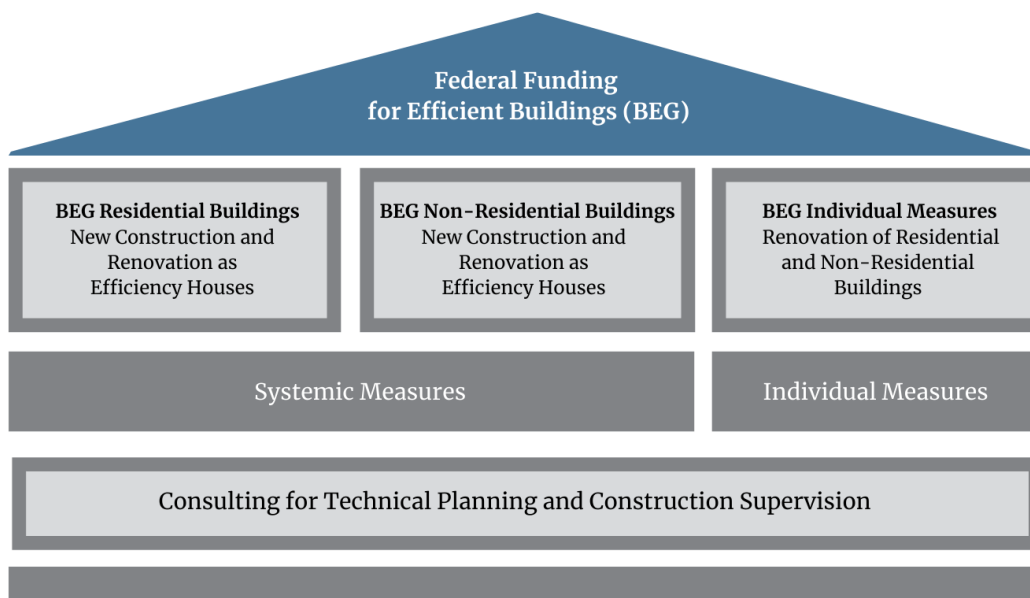 Federal Funding
for Efficient Buildings (BEG)
BEG Residential Buildings
New Construction and
Renovation as
Efficiency Houses
BEG Non-Residential Buildings
New Construction and
Renovation as
Efficiency Houses
BEG Individual Measures
Renovation of Residential
and Non-Residential
Buildings
Systemic Measures
Individual Measures
Consulting for Technical Planning and Construction Supervision